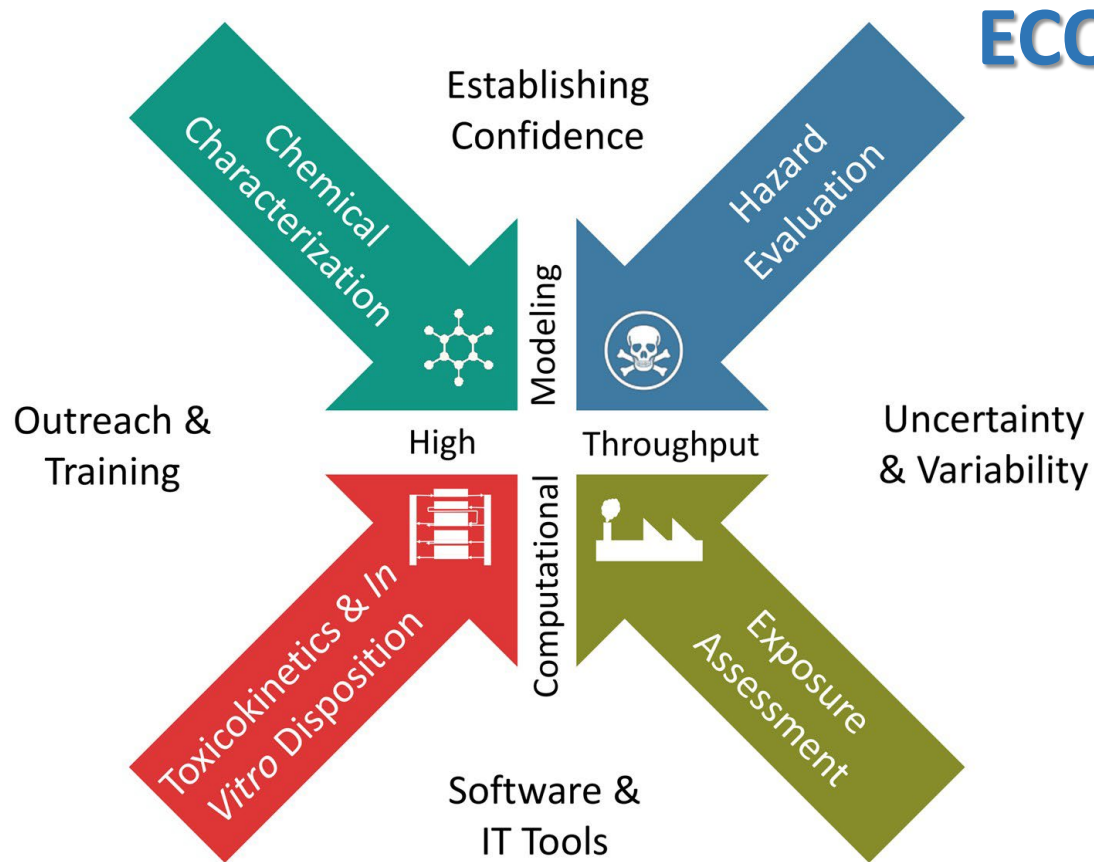 ECO
Establishing
Confidence
Chemical
Characterization
Hazard
Evaluation
Modeling
Outreach &
Training
High
Throughput
Uncertainty
& Variability
Computational
Toxicokinetics & In
Vitro Disposition
Exposure
Assessment
Software &
IT Tools